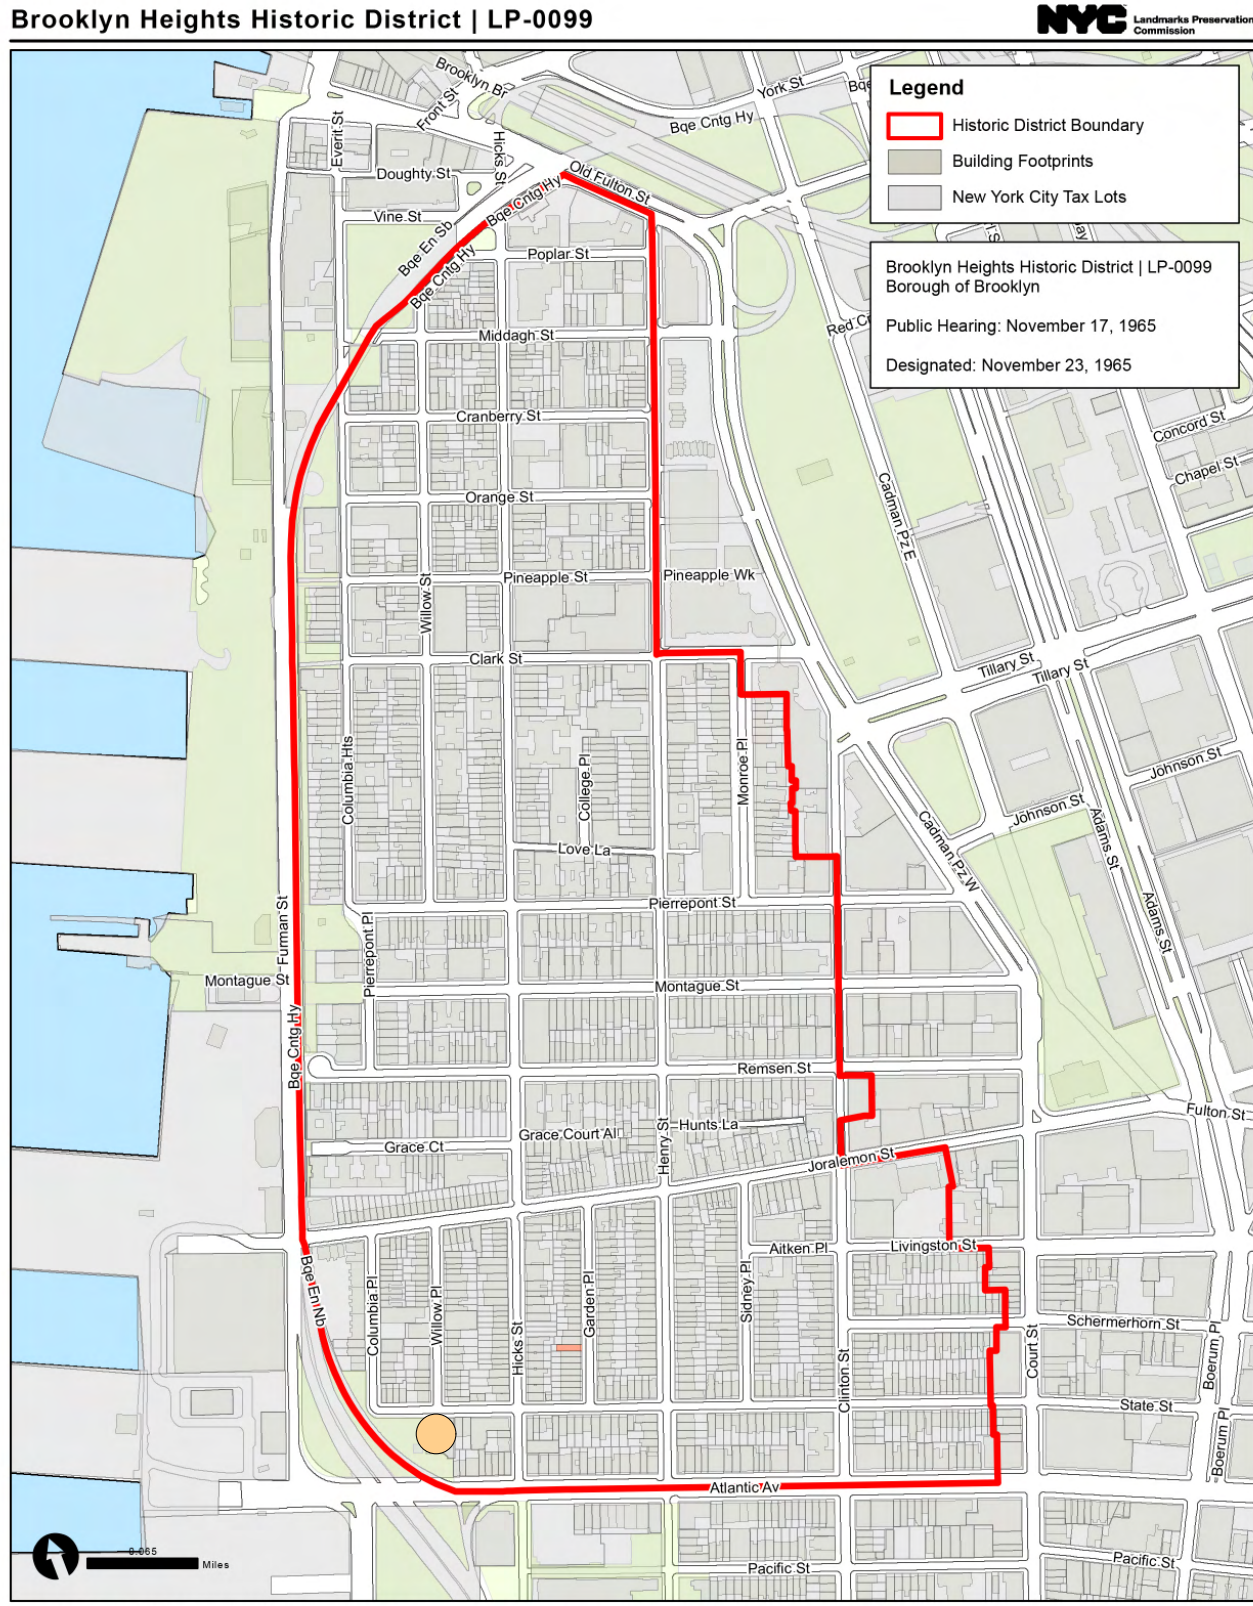 Brooklyn Heights Historic District | LP-0099
NYC Landmarks Preservation
Commission
Legend
Historic District Boundary
Building Footprints
New York City Tax Lots
Brooklyn Heights Historic District | LP-0099
Borough of Brooklyn
Public Hearing: November 17, 1965
Designated: November 23, 1965
Brooklyn Br
York St
Bqe
Front St
Bqe Cntg Hy
Everit St
Hicks St
Doughty St
Old Fulton St
Bqe Cntg Hy
Vine St
Bqe En Sb
Bqe Cntg Hy
Poplar St
Middagh St
Cranberry St
Concord St
Chapel St
Orange St
Cadman Pz E
Pineapple St
Pineapple Wk
Willow St
Clark St
Tillary St
Tillary St
Columbia Hts
College Pl
Monroe Pl
Johnson St
Johnson St
Adams St
Love La
Cadman Pz W
Pierrepont St
Adams St
Furman St
Pierrepont Pl
Montague St
Montague St
Bqe Cntg Hy
Remsen St
Fulton St
Hunts La
Grace Court Al
Henry St
Grace Ct
Joralemon St
Aitken Pl
Livingston St
Bqe En Nb
Columbia Pl
Willow Pl
Hicks St
Garden Pl
Sidney Pl
Clinton St
Court St
Schermerhorn St
Boerum Pl
State St
Boerum Pl
Atlantic Av
0.065
Miles
Pacific St
Pacific St